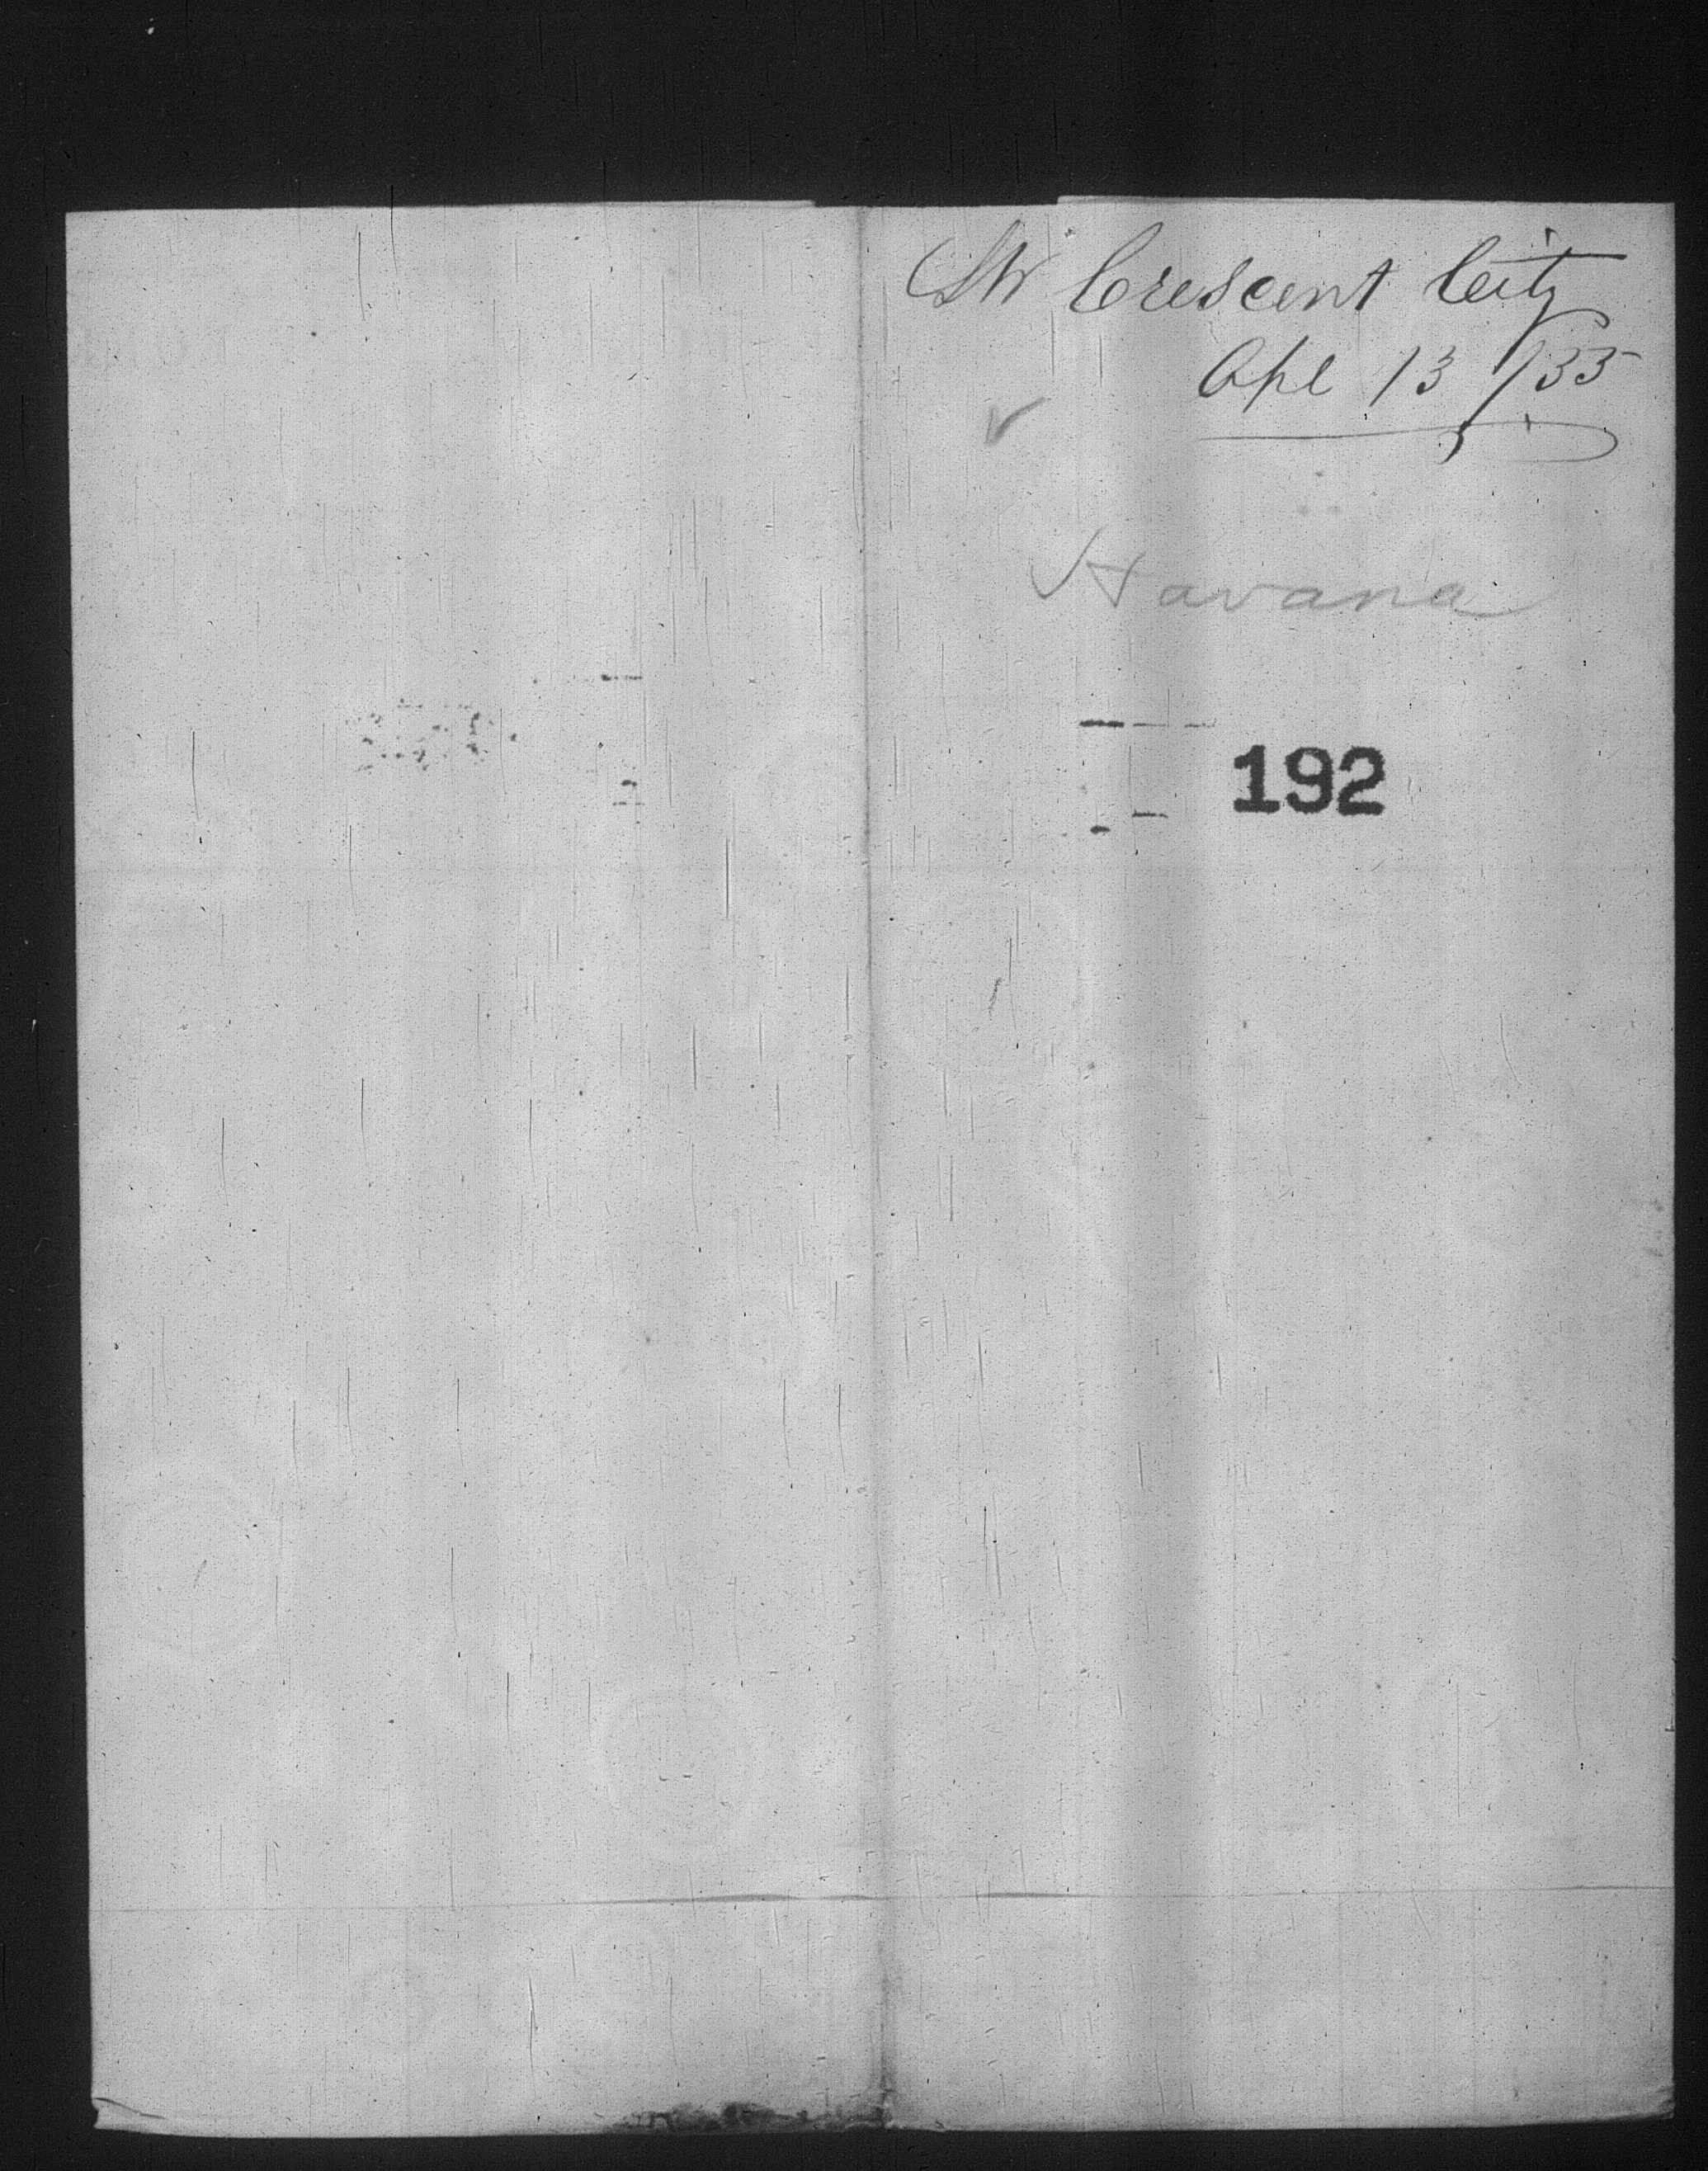 Str Crescent City
Apl 13 /55
Havana
192